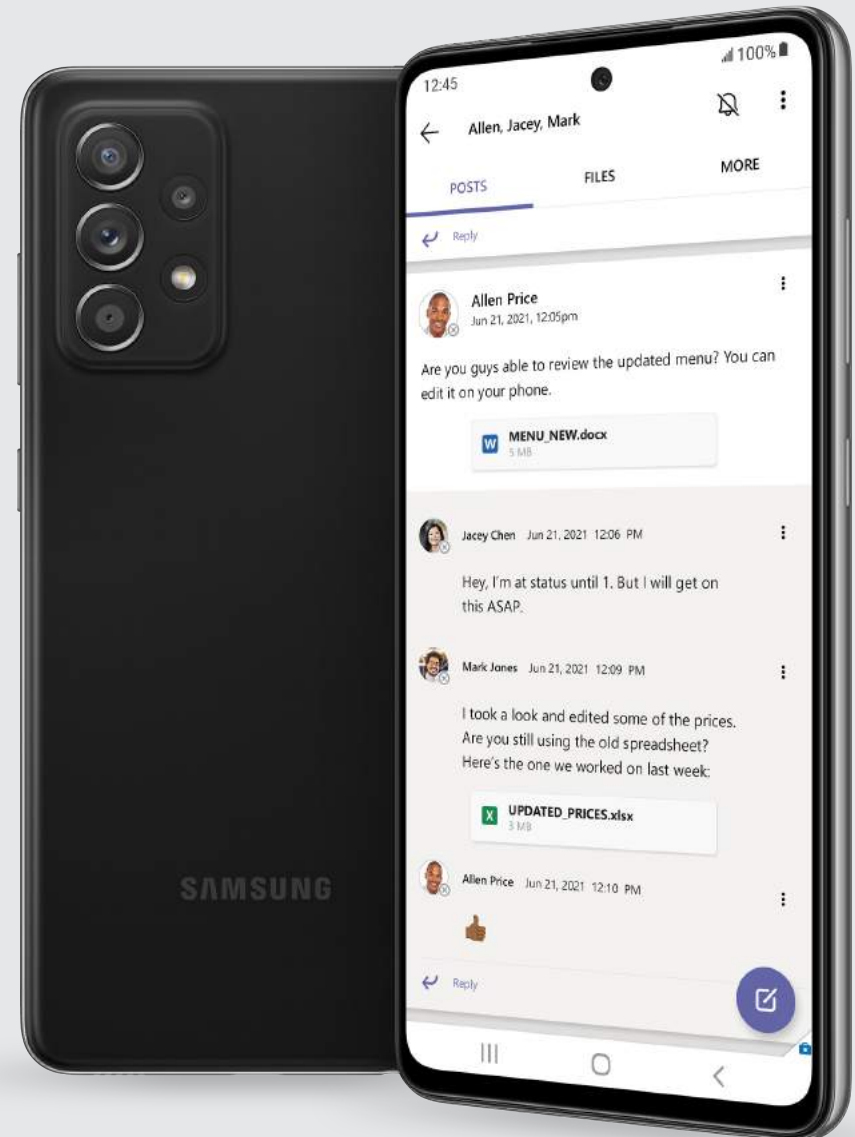 SAMSUNG
12:45
100%
Allen, Jacey, Mark
POSTS
FILES
MORE
Reply
Allen Price
Jun 21, 2021, 12:05pm
Are you guys able to review the updated menu? You can
edit it on your phone.
W
MENU_NEW.docx
5 MB
Jacey Chen Jun 21, 2021 12:06 PM
Hey, I'm at status until 1. But I will get on
this ASAP.
Mark Jones Jun 21, 2021 12:09 PM
I took a look and edited some of the prices.
Are you still using the old spreadsheet?
Here's the one we worked on last week:
X
UPDATED_PRICES.xlsx
3 MB
Allen Price Jun 21, 2021 12:10 PM
Reply